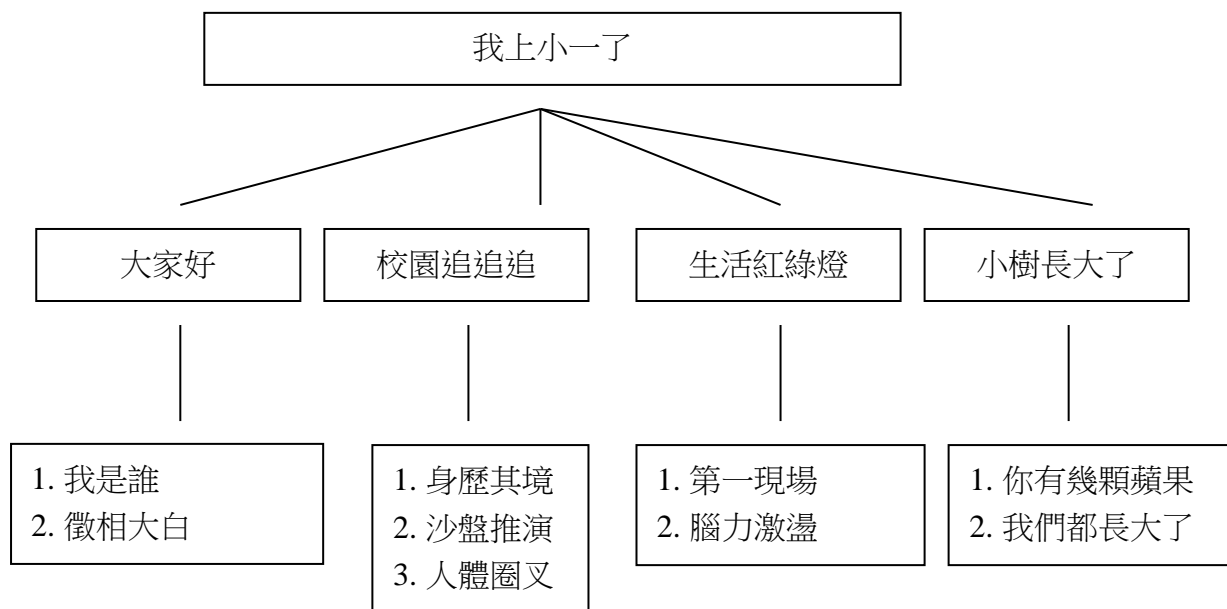 我上小一了
大家好
校園追追追
生活紅綠燈
小樹長大了
1. 我是誰
2. 徵相大白
1. 身歷其境
2. 沙盤推演
3. 人體圈叉
1. 第一現場
2. 腦力激盪
1. 你有幾顆蘋果
2. 我們都長大了